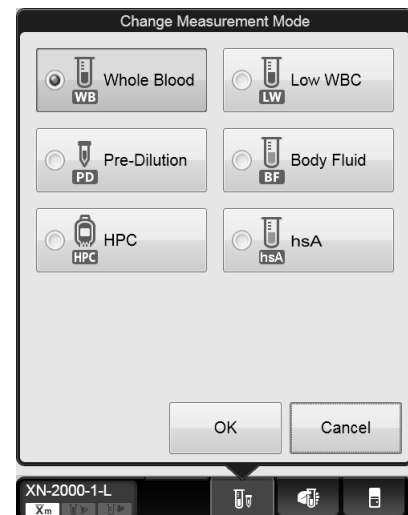 Change Measurement Mode
Whole Blood
WB
Low WBC
LW
Pre-Dilution
PD
Body Fluid
BF
HPC
HPC
hsA
hsA
OK
Cancel
XN-2000-1-L
Xm